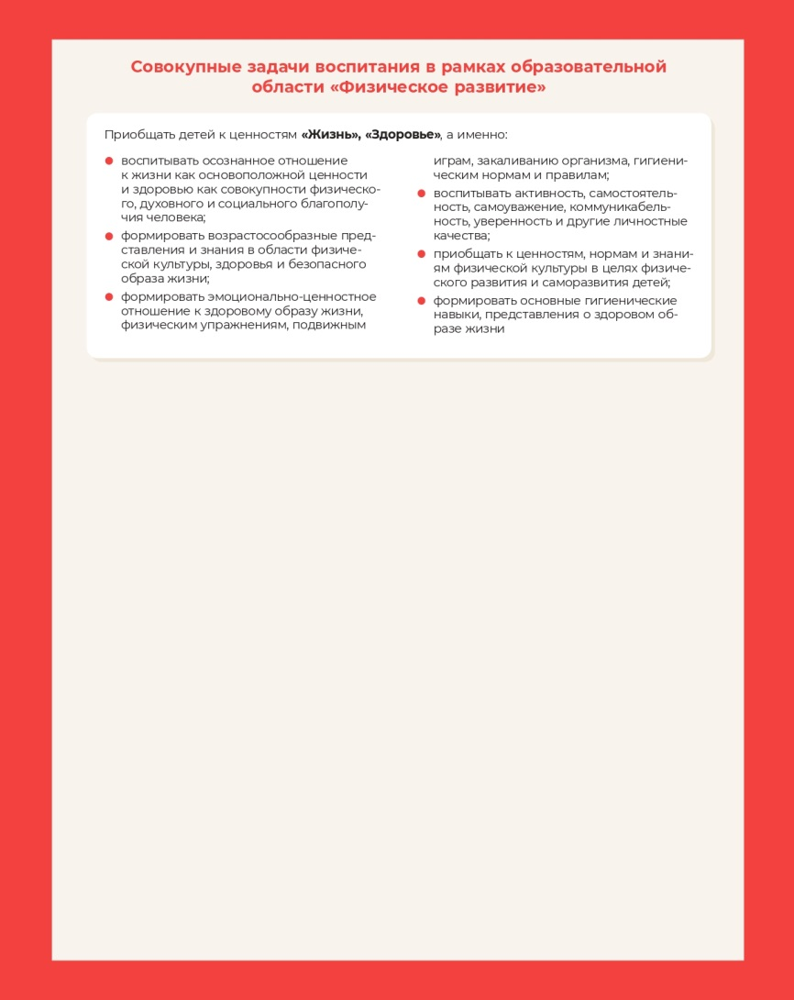 Совокупные задачи воспитания в рамках образовательной
области «Физическое развитие»
Приобщать детей к ценностям «Жизнь», «Здоровье», а именно:
воспитывать осознанное отношение
к жизни как основоположной ценности
и здоровью как совокупности физическо-
го, духовного и социального благополу-
чия человека;
формировать возрастосообразные пред-
ставления и знания в области физиче-
ской культуры, здоровья и безопасного
образа жизни;
формировать эмоционально-ценностное
отношение к здоровому образу жизни,
физическим упражнениям, подвижным
играм, закаливанию организма, гигиени-
ческим нормам и правилам;
воспитывать активность, самостоятель-
ность, самоуважение, коммуникабель-
ность, уверенность и другие личностные
качества;
приобщать к ценностям, нормам и знани-
ям физической культуры в целях физиче-
ского развития и саморазвития детей;
формировать основные гигиенические
навыки, представления о здоровом об-
разе жизни